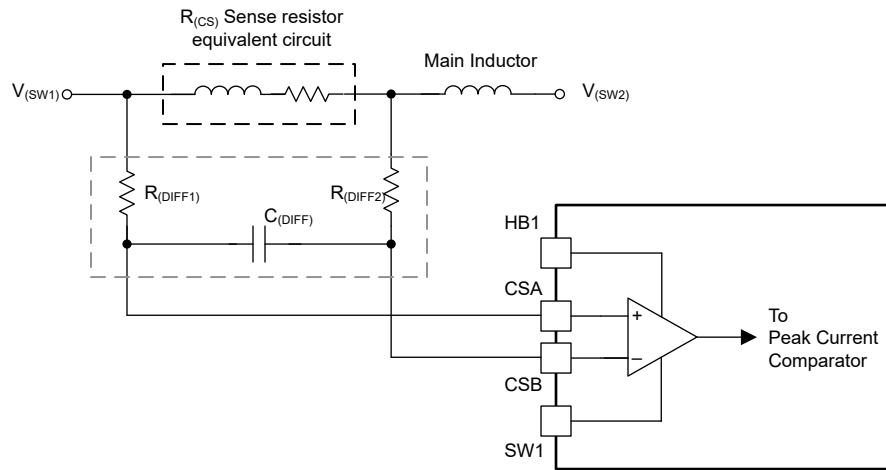 R(CS) Sense resistor
equivalent circuit
Main Inductor
V(SW1)
V(SW2)
R(DIFF1)
R(DIFF2)
C(DIFF)
HB1
CSA
+
To
Peak Current
Comparator
–
CSB
SW1